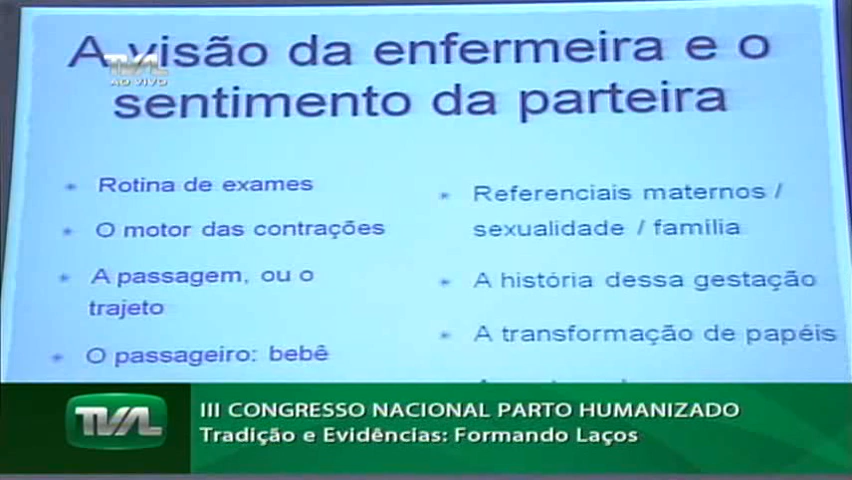 A visão da enfermeira e o
sentimento da parteira
TVAL
AO VIVO
Rotina de exames
O motor das contrações
A passagem, ou o
trajeto
O passageiro: bebê
Referenciais maternos /
sexualidade / família
A história dessa gestação
A transformação de papéis
TVAL
III CONGRESSO NACIONAL PARTO HUMANIZADO
Tradição e Evidências: Formando Laços